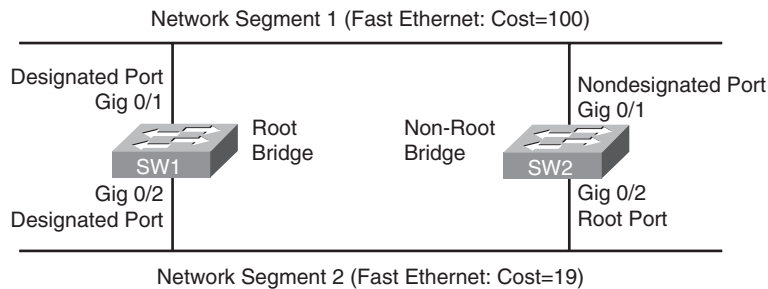 Network Segment 1 (Fast Ethernet: Cost=100)
Designated Port
Gig 0/1
Root
Bridge
SW1
Gig 0/2
Designated Port
Nondesignated Port
Gig 0/1
Non-Root
Bridge
SW2
Gig 0/2
Root Port
Network Segment 2 (Fast Ethernet: Cost=19)